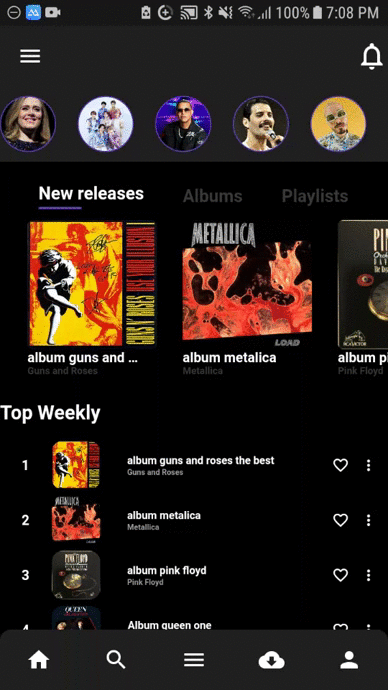 100% 7:08 PM
New releases Albums Playlists
GUNS N' ROSES USE YOUR ILLUSION
METALLICA
LOAD
album guns and ...
album metalica
album pi
Guns and Roses
Metallica
Pink Floyd
Top Weekly
1
album guns and roses the best
Guns and Roses
2
album metalica
Metallica
3
album pink floyd
Pink Floyd
4
Album queen one